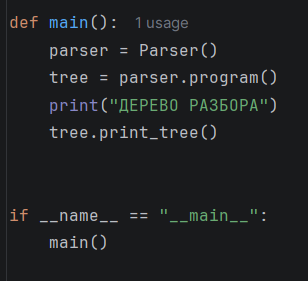 def main():  1 usage
    parser = Parser()
    tree = parser.program()
    print("ДЕРЕВО РАЗБОРА")
    tree.print_tree()
if __name__ == "__main__":
    main()